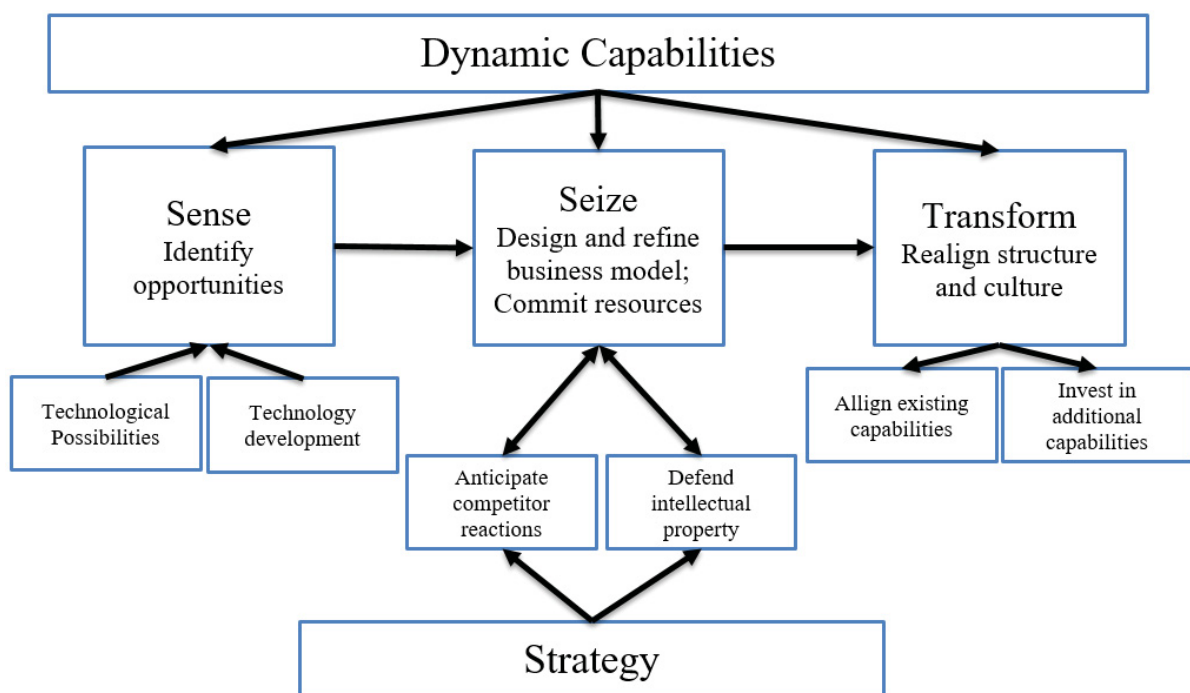 Dynamic Capabilities
Sense
Identify
opportunities
Seize
Design and refine
business model;
Commit resources
Transform
Realign structure
and culture
Technological
Possibilities
Technology
development
Allign existing
capabilities
Invest in
additional
capabilities
Anticipate
competitor
reactions
Defend
intellectual
property
Strategy